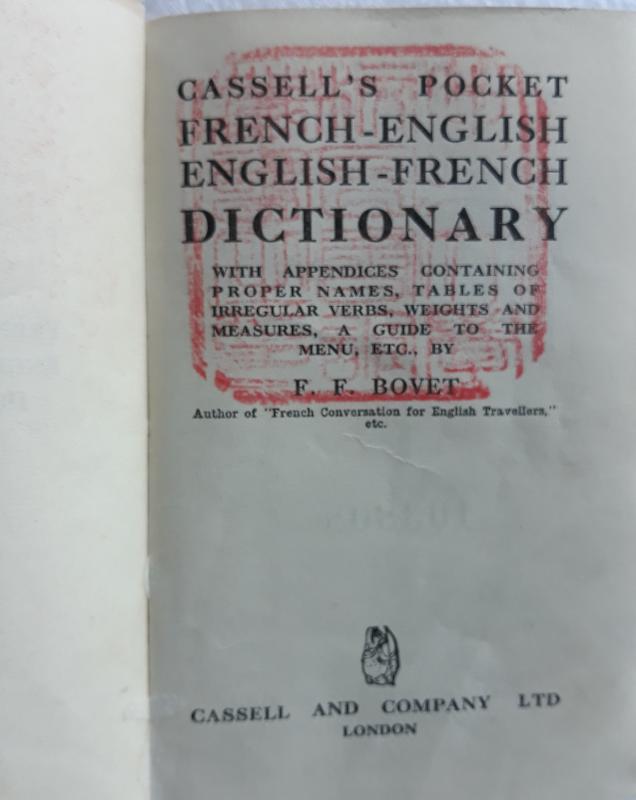 CASSELL'S POCKET
FRENCH-ENGLISH
ENGLISH-FRENCH
DICTIONARY
WITH APPENDICES CONTAINING
PROPER NAMES, TABLES OF
IRREGULAR VERBS, WEIGHTS AND
MEASURES, A GUIDE TO THE
MENU, ETC., BY
F. F. BOVET
Author of "French Conversation for English Travellers,"
etc.
CASSELL AND COMPANY LTD
LONDON